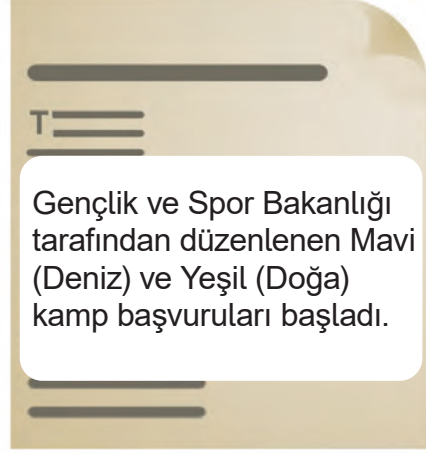 T
Gençlik ve Spor Bakanlığı
tarafından düzenlenen Mavi
(Deniz) ve Yeşil (Doğa)
kamp başvuruları başladı.